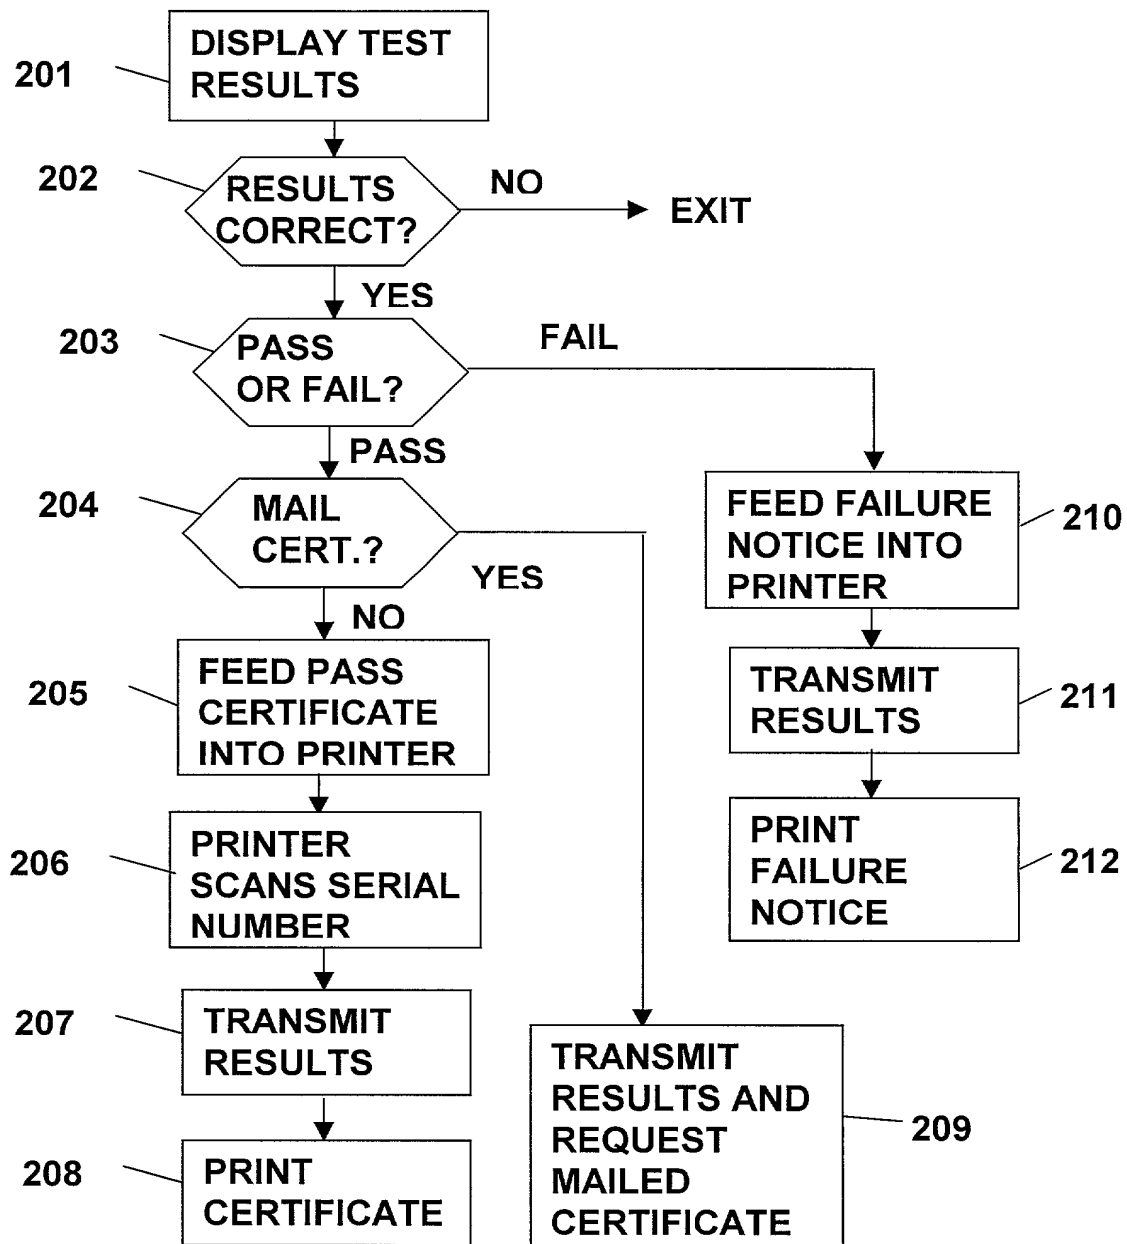 201
DISPLAY TEST
RESULTS
202
RESULTS
CORRECT?
NO
EXIT
YES
203
PASS
OR FAIL?
FAIL
PASS
204
MAIL
CERT.?
YES
NO
205
FEED PASS
CERTIFICATE
INTO PRINTER
206
PRINTER
SCANS SERIAL
NUMBER
207
TRANSMIT
RESULTS
208
PRINT
CERTIFICATE
TRANSMIT
RESULTS AND
REQUEST
MAILED
CERTIFICATE
209
FEED FAILURE
NOTICE INTO
PRINTER
210
TRANSMIT
RESULTS
211
PRINT
FAILURE
NOTICE
212